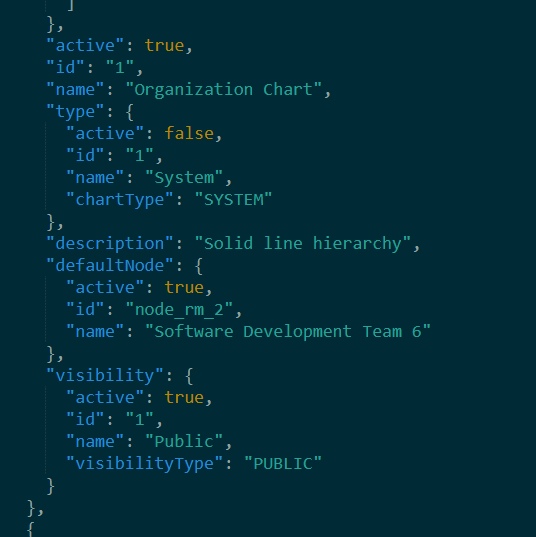 ]
},
"active": true,
"id": "1",
"name": "Organization Chart",
"type": {
"active": false,
"id": "1",
"name": "System",
"chartType": "SYSTEM"
},
"description": "Solid line hierarchy",
"defaultNode": {
"active": true,
"id": "node_rm_2",
"name": "Software Development Team 6"
},
"visibility": {
"active": true,
"id": "1",
"name": "Public",
"visibilityType": "PUBLIC"
}
},
{